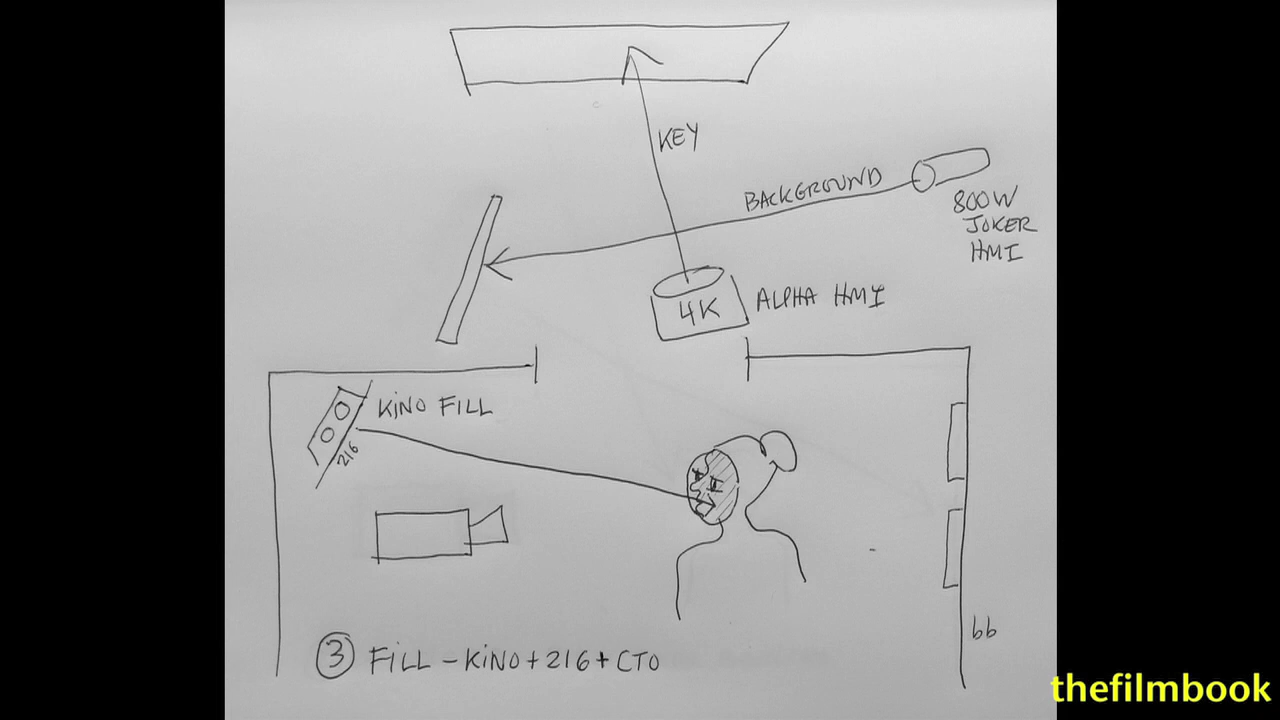 KEY
BACKGROUND
800W
JOKER
HMI
4K
ALPHA HMI
KiNO FiLL
216
③ FiLL - KiNO + 216 + CTO
bb
thefilmbook